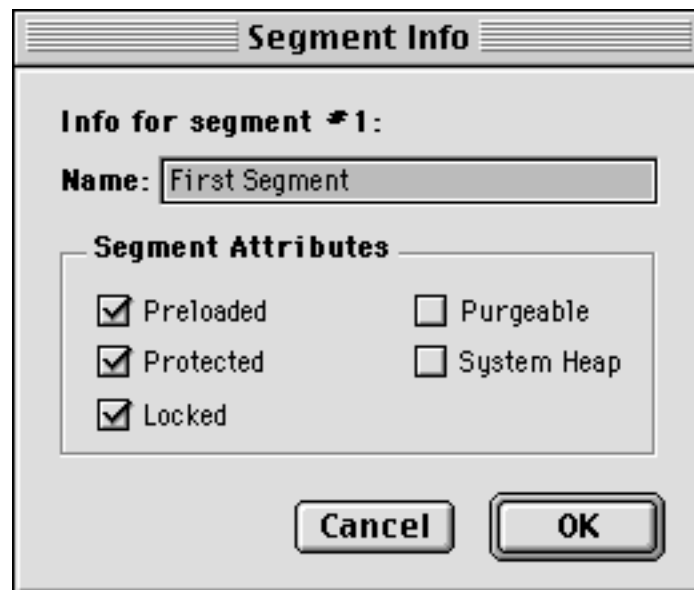 Segment Info
Info for segment #1:
Name: First Segment
Segment Attributes
Preloaded Purgeable
Protected System Heap
Locked
Cancel OK